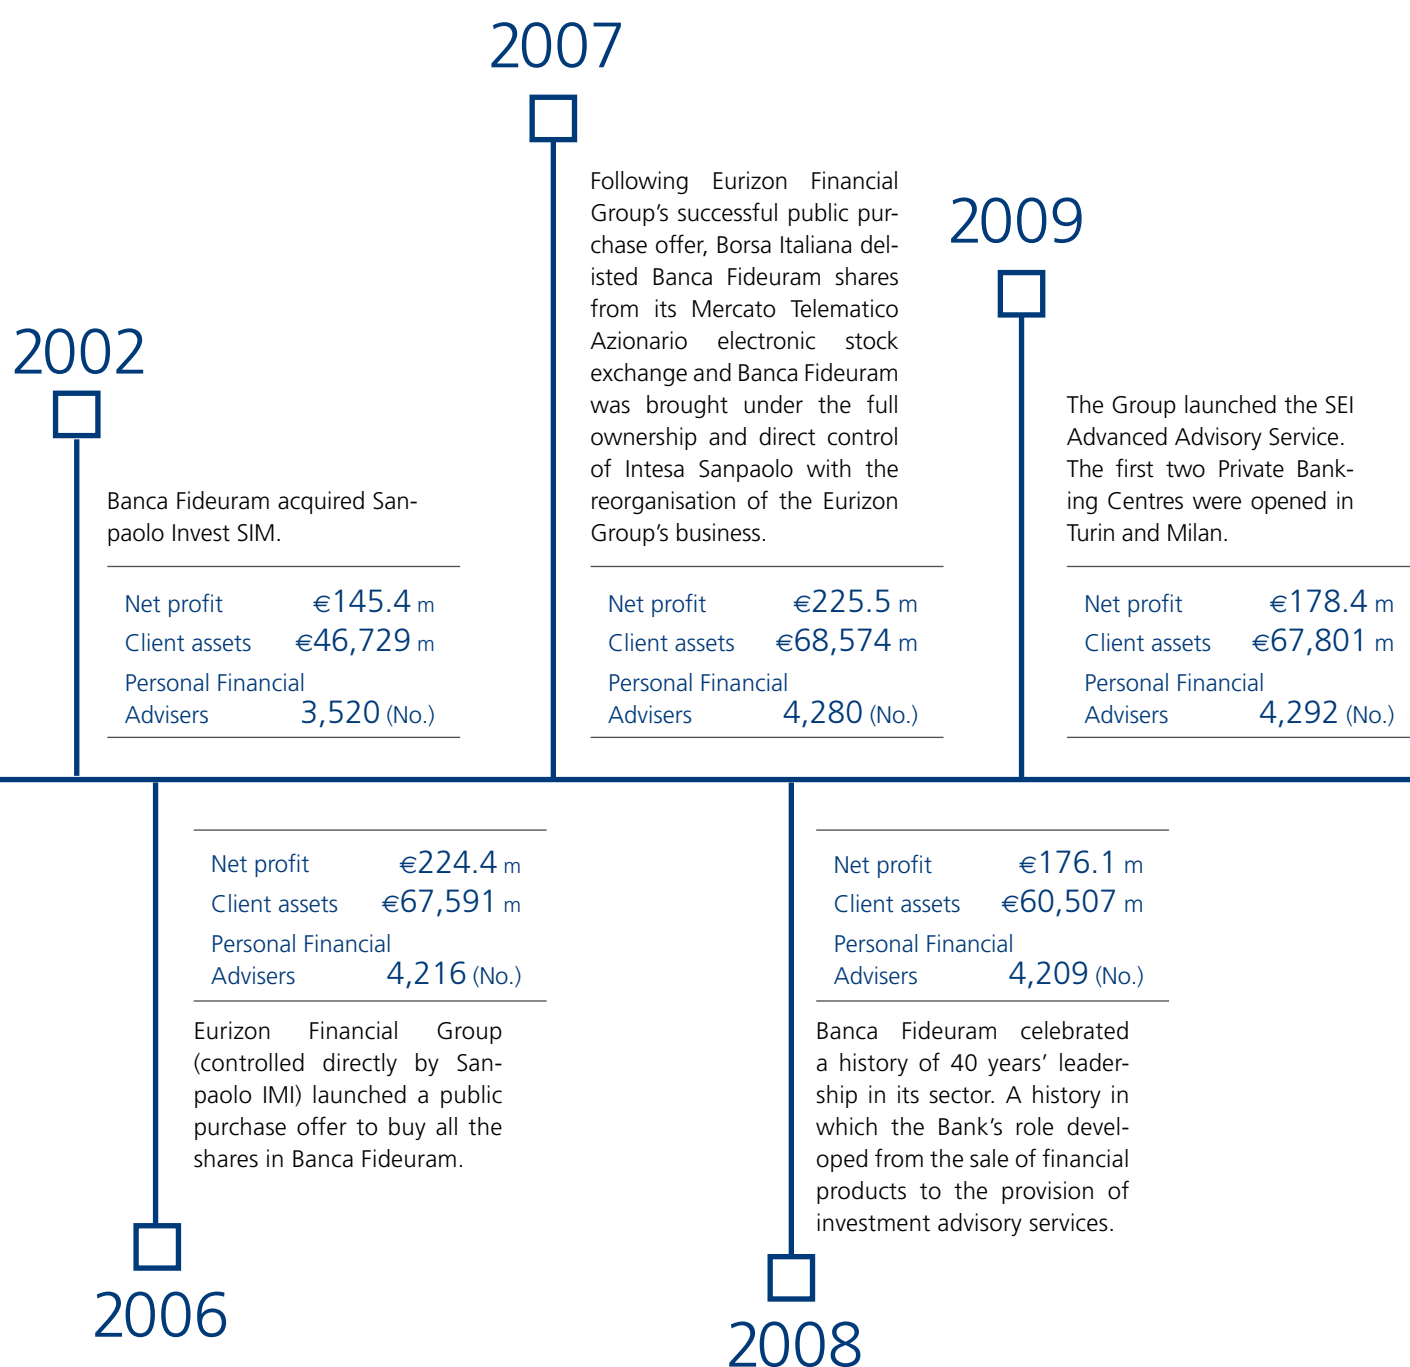 2002
Banca Fideuram acquired San-
paolo Invest SIM.
Net profit €145.4 m
Client assets €46,729 m
Personal Financial
Advisers 3,520 (No.)
2006
Net profit €224.4 m
Client assets €67,591 m
Personal Financial
Advisers 4,216 (No.)
Eurizon Financial Group
(controlled directly by San-
paolo IMI) launched a public
purchase offer to buy all the
shares in Banca Fideuram.
2007
Following Eurizon Financial
Group’s successful public pur-
chase offer, Borsa Italiana del-
isted Banca Fideuram shares
from its Mercato Telematico
Azionario electronic stock
exchange and Banca Fideuram
was brought under the full
ownership and direct control
of Intesa Sanpaolo with the
reorganisation of the Eurizon
Group’s business.
Net profit €225.5 m
Client assets €68,574 m
Personal Financial
Advisers 4,280 (No.)
2008
Net profit €176.1 m
Client assets €60,507 m
Personal Financial
Advisers 4,209 (No.)
Banca Fideuram celebrated
a history of 40 years’ leader-
ship in its sector. A history in
which the Bank’s role devel-
oped from the sale of financial
products to the provision of
investment advisory services.
2009
The Group launched the SEI
Advanced Advisory Service.
The first two Private Bank-
ing Centres were opened in
Turin and Milan.
Net profit €178.4 m
Client assets €67,801 m
Personal Financial
Advisers 4,292 (No.)